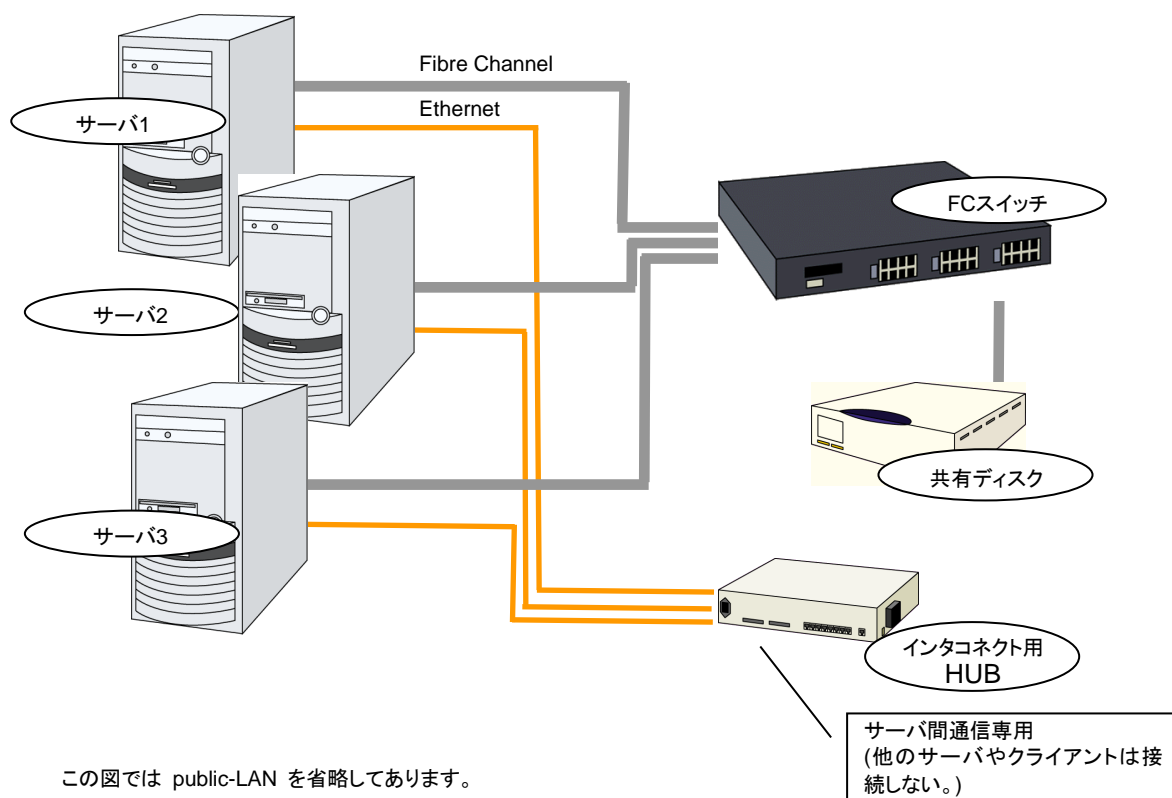 Fibre Channel
Ethernet
サーバ1
FCスイッチ
サーバ2
共有ディスク
サーバ3
インタコネクト用
HUB
サーバ間通信専用
(他のサーバやクライアントは接
続しない。)
この図では public-LAN を省略してあります。